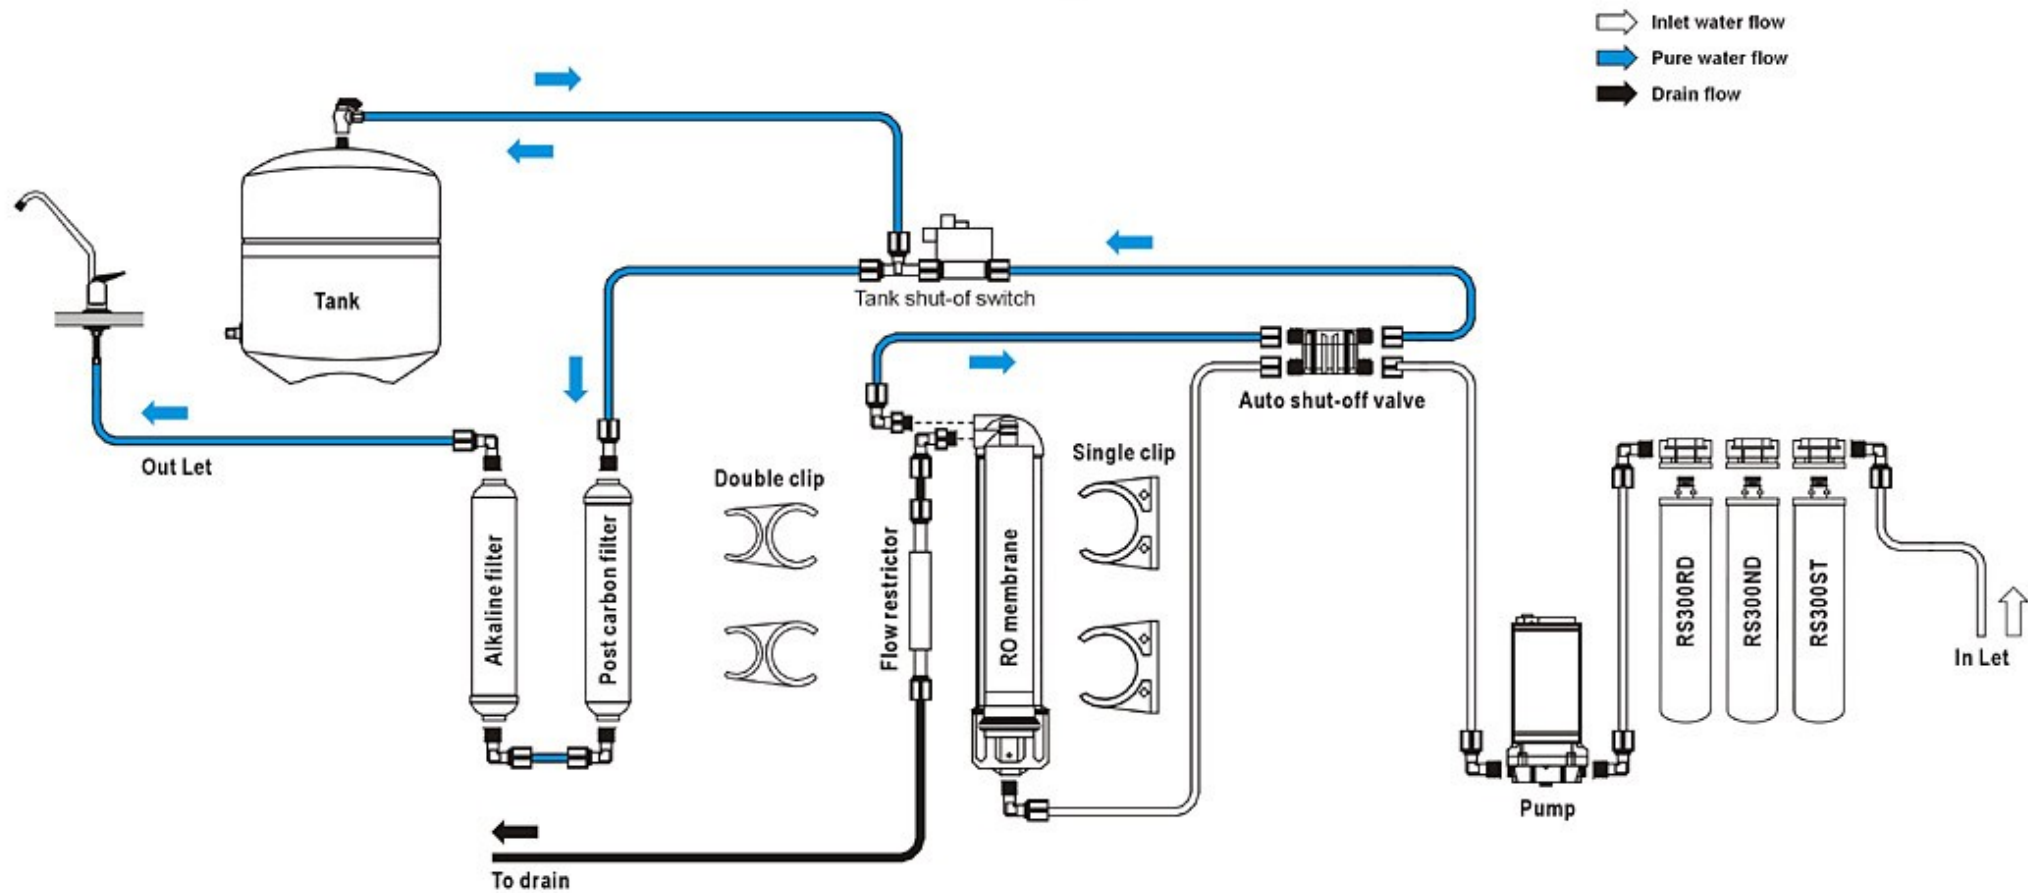 Inlet water flow
Pure water flow
Drain flow
Tank
Tank shut-of switch
Auto shut-off valve
Out Let
Double clip
Single clip
Alkaline filter
Post carbon filter
Flow restrictor
RO membrane
RS300RD
RS300ND
RS300ST
In Let
Pump
To drain